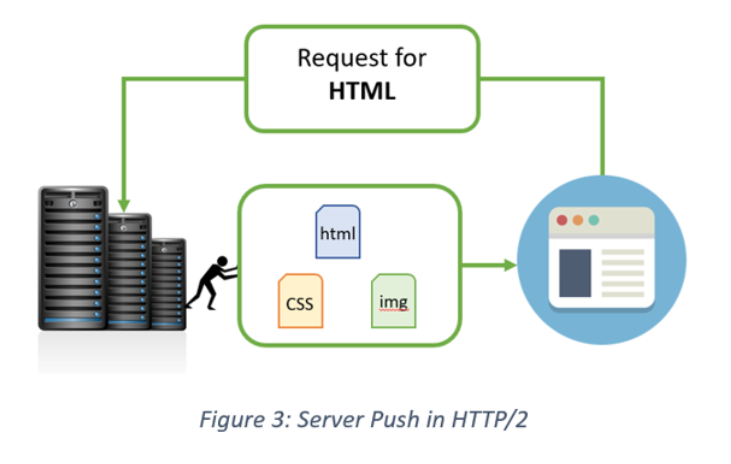 Request for
HTML
html
CSS
img
Figure 3: Server Push in HTTP/2